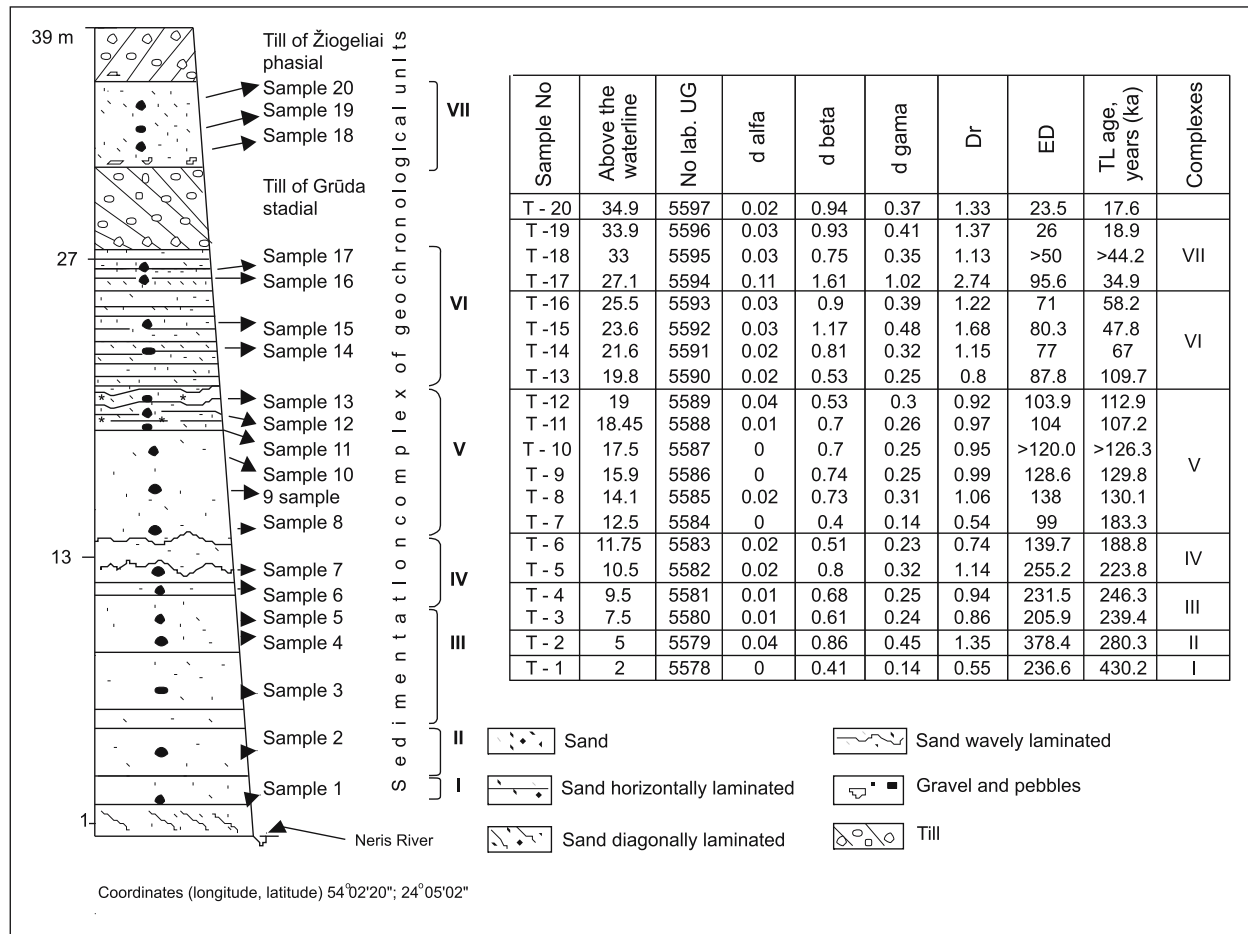 39 m
Till of Žiogeliai
phasial
Sample 20
Sample 19
Sample 18
VII
Till of Grūda
stadial
27
Sample 17
Sample 16
VI
Sample 15
Sample 14
Sample 13
Sample 12
Sample 11
V
Sample 10
9 sample
Sample 8
13
Sample 7
IV
Sample 6
Sample 5
Sample 4
III
Sample 3
Sample 2
II
Sample 1
I
1
Neris River
Sedimentation complex of geochronological units
Coordinates (longitude, latitude) 54°02'20"; 24°05'02"
Sample No | Above the waterline | No lab. UG | d alfa | d beta | d gama | Dr | ED | TL age, years (ka) | Complexes
T - 20 34.9 5597 0.02 0.94 0.37 1.33 23.5 17.6
T -19 33.9 5596 0.03 0.93 0.41 1.37 26 18.9
T -18 33 5595 0.03 0.75 0.35 1.13 >50 >44.2 VII
T -17 27.1 5594 0.11 1.61 1.02 2.74 95.6 34.9
T -16 25.5 5593 0.03 0.9 0.39 1.22 71 58.2
T -15 23.6 5592 0.03 1.17 0.48 1.68 80.3 47.8
VI
T -14 21.6 5591 0.02 0.81 0.32 1.15 77 67
T -13 19.8 5590 0.02 0.53 0.25 0.8 87.8 109.7
T -12 19 5589 0.04 0.53 0.3 0.92 103.9 112.9
T -11 18.45 5588 0.01 0.7 0.26 0.97 104 107.2
T - 10 17.5 5587 0 0.7 0.25 0.95 >120.0 >126.3
V
T - 9 15.9 5586 0 0.74 0.25 0.99 128.6 129.8
T - 8 14.1 5585 0.02 0.73 0.31 1.06 138 130.1
T - 7 12.5 5584 0 0.4 0.14 0.54 99 183.3
T - 6 11.75 5583 0.02 0.51 0.23 0.74 139.7 188.8
IV
T - 5 10.5 5582 0.02 0.8 0.32 1.14 255.2 223.8
T - 4 9.5 5581 0.01 0.68 0.25 0.94 231.5 246.3
III
T - 3 7.5 5580 0.01 0.61 0.24 0.86 205.9 239.4
T - 2 5 5579 0.04 0.86 0.45 1.35 378.4 280.3 II
T - 1 2 5578 0 0.41 0.14 0.55 236.6 430.2 I
Sand
Sand horizontally laminated
Sand diagonally laminated
Sand wavely laminated
Gravel and pebbles
Till